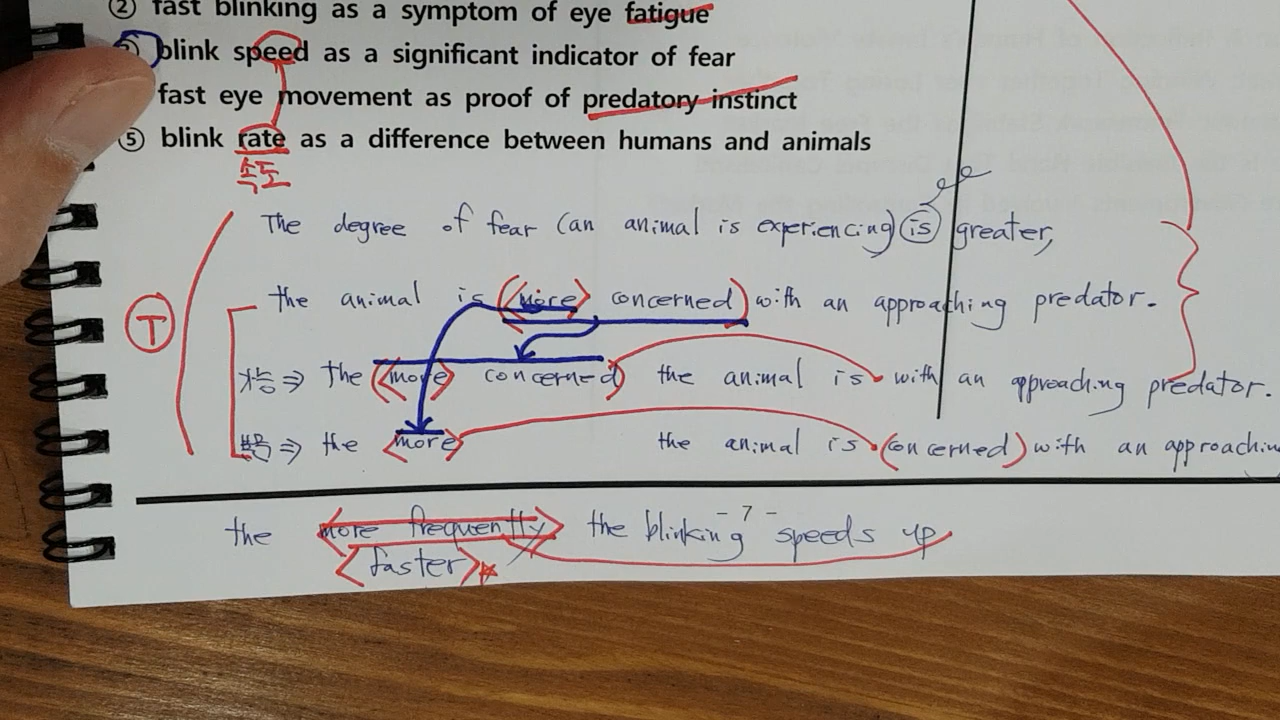 ② fast blinking as a symptom of eye fatigue
blink speed as a significant indicator of fear
fast eye movement as proof of predatory instinct
⑤ blink rate as a difference between humans and animals
속도
The degree of fear (an animal is experiencing) is greater,
the animal is (<more> concerned) with an approaching predator.
T
⇒ the (<more> concerned) the animal is with an approaching predator.
⇒ the <more> the animal is (concerned) with an approachin
- 7 -
the <more frequently> the blinking speeds up
<faster>